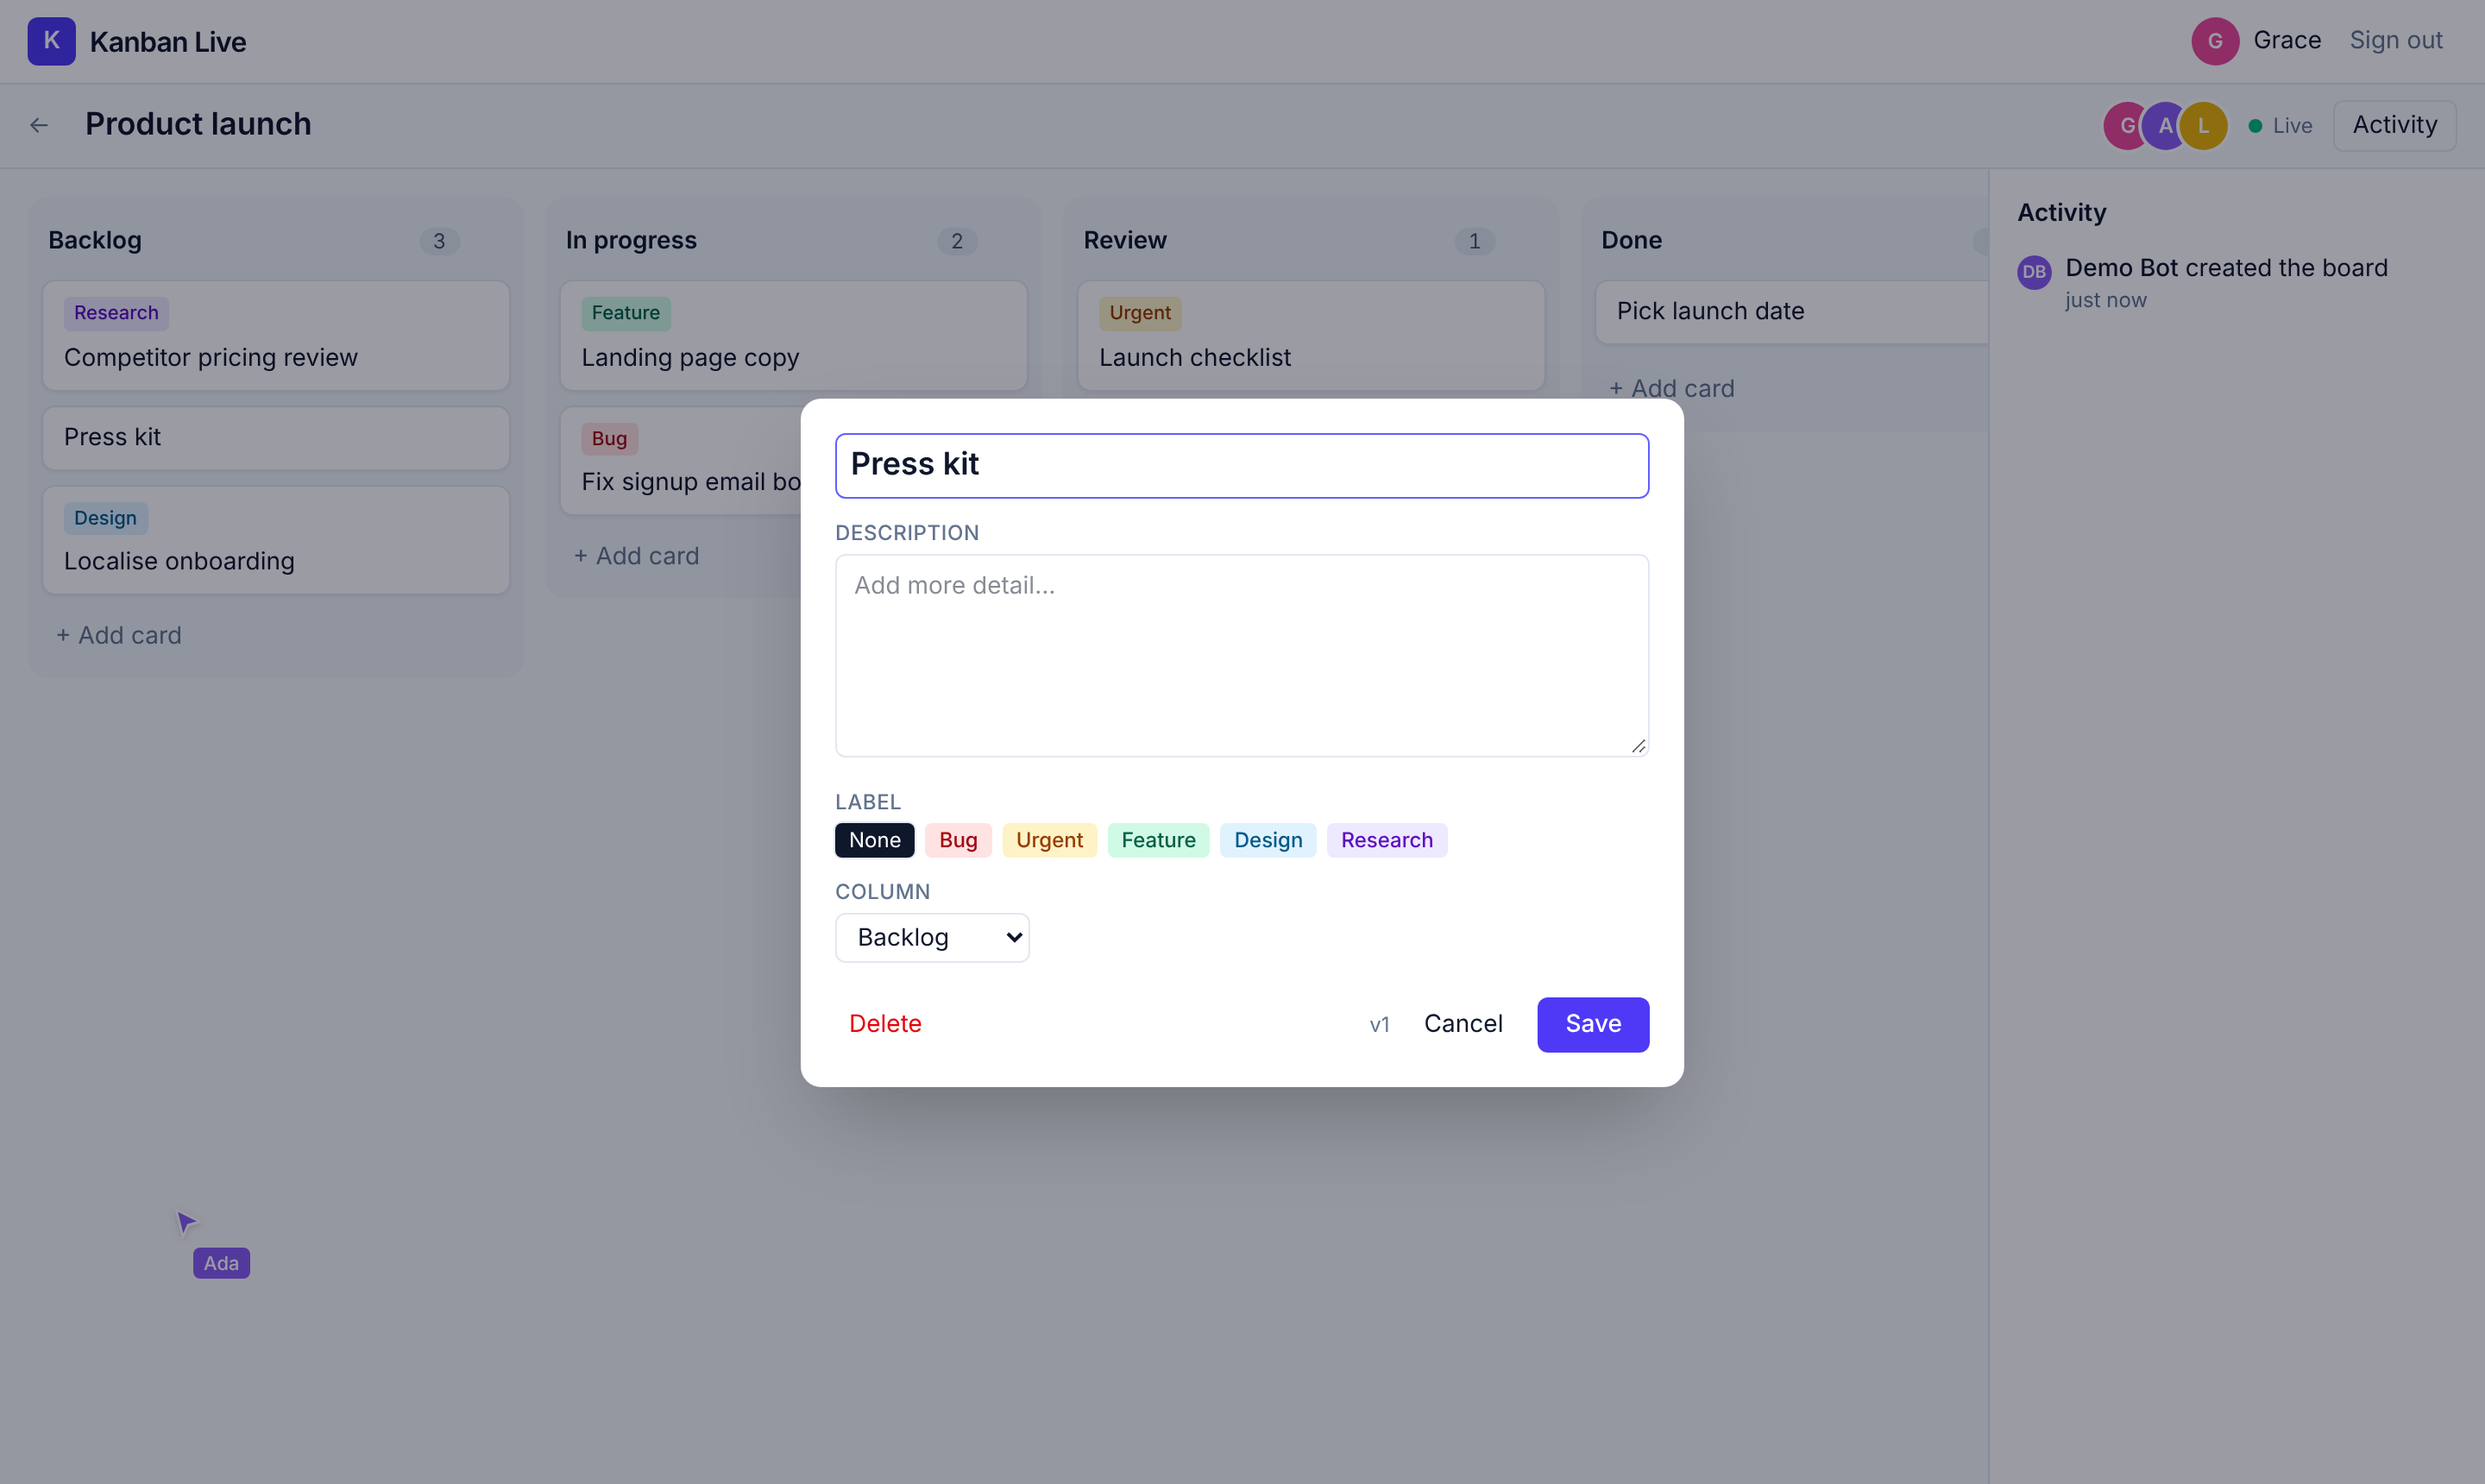 K Kanban Live
G Grace Sign out
← Product launch
G A L Live Activity
Backlog 3
Research
Competitor pricing review
Press kit
Design
Localise onboarding
+ Add card
In progress 2
Feature
Landing page copy
Bug
Fix signup email bo
+ Add card
Review 1
Urgent
Launch checklist
Done
Pick launch date
+ Add card
Activity
DB Demo Bot created the board
just now
Press kit
DESCRIPTION
Add more detail...
LABEL
None Bug Urgent Feature Design Research
COLUMN
Backlog
Delete v1 Cancel Save
Ada